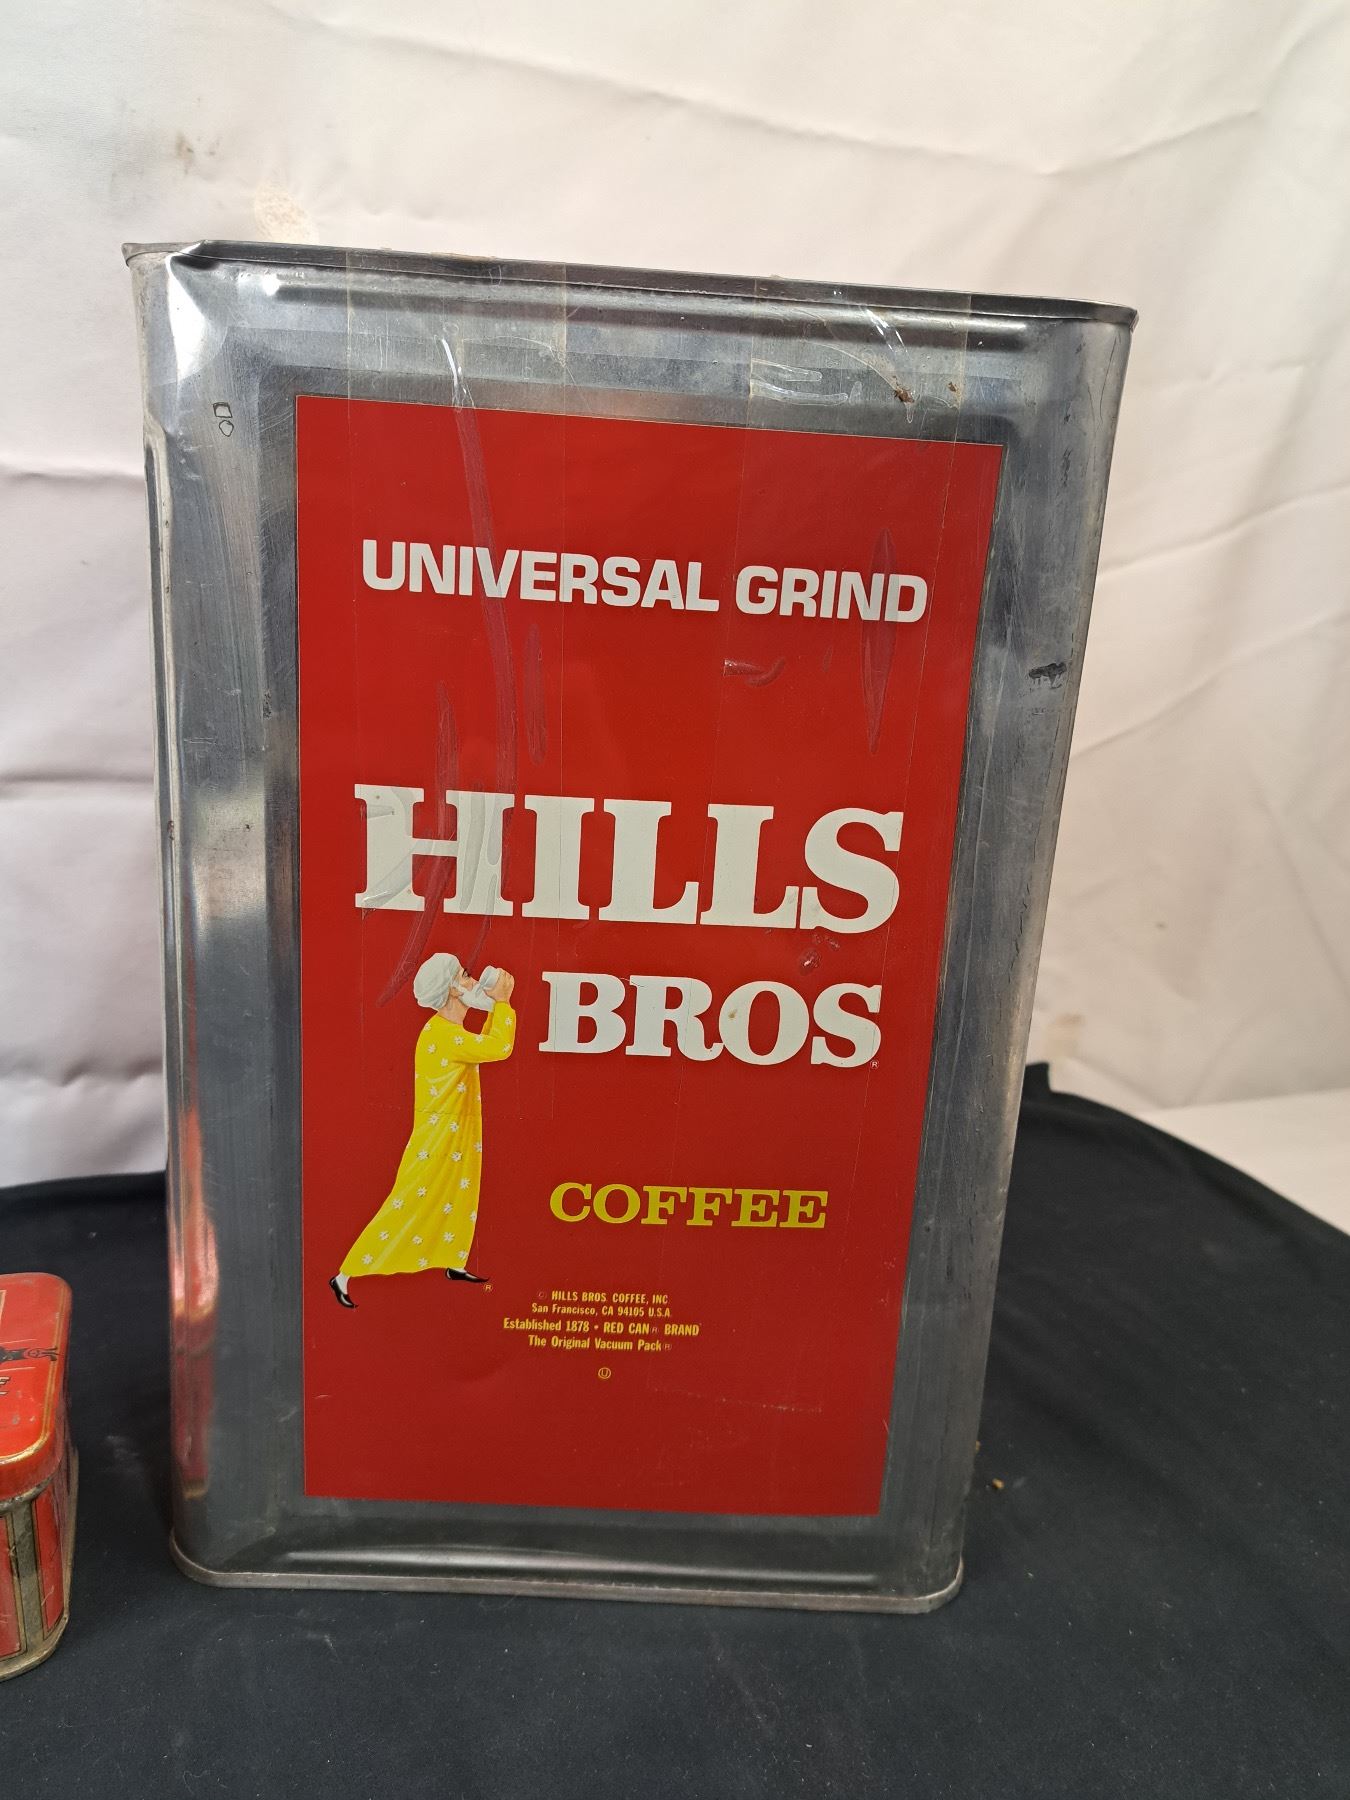 UNIVERSAL GRIND
HILLS
BROS
®
COFFEE
®
© HILLS BROS. COFFEE, INC.
San Francisco, CA 94105 U.S.A.
Established 1878 • RED CAN® BRAND
The Original Vacuum Pack®
Ⓤ